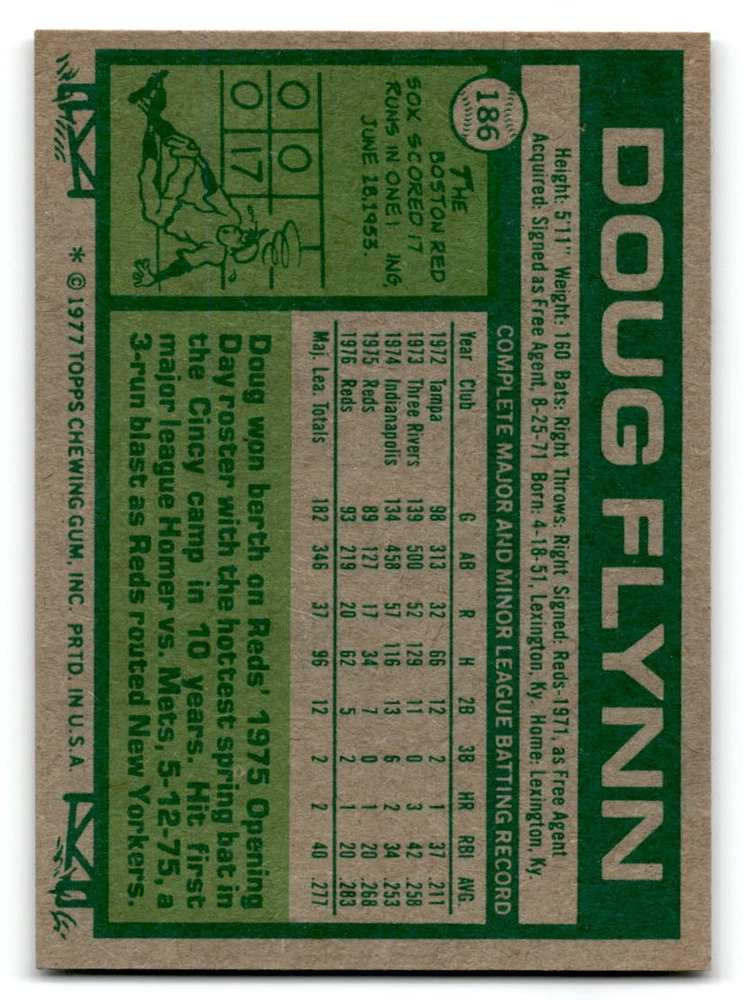 186
DOUG FLYNN
Height: 5'11" Weight: 160 Bats: Right Throws: Right Signed: Reds-1971, as Free Agent
Acquired: Signed as Free Agent, 8-25-71 Born: 4-18-51, Lexington, Ky. Home: Lexington, Ky.
COMPLETE MAJOR AND MINOR LEAGUE BATTING RECORD
Year Club G AB R H 2B 3B HR RBI AVG.
1972 Tampa 98 313 32 66 12 2 1 37 .211
1973 Three Rivers 139 500 52 129 11 0 3 42 .258
1974 Indianapolis 134 458 57 116 13 6 2 34 .253
1975 Reds 89 127 17 34 7 0 1 20 .268
1976 Reds 93 219 20 62 5 2 1 20 .283
Maj. Lea. Totals 182 346 37 96 12 2 2 40 .277
THE
BOSTON RED
SOX SCORED 17
RUNS IN ONE INNING,
JUNE 18, 1953.
0 0
0 17
Doug won berth on Reds' 1975 Opening
Day roster with the hottest spring bat in
the Cincy camp in 10 years. Hit first
major league Homer vs. Mets, 5-12-75, a
3-run blast as Reds routed New Yorkers.
* © 1977 TOPPS CHEWING GUM, INC. PRTD. IN U.S.A.